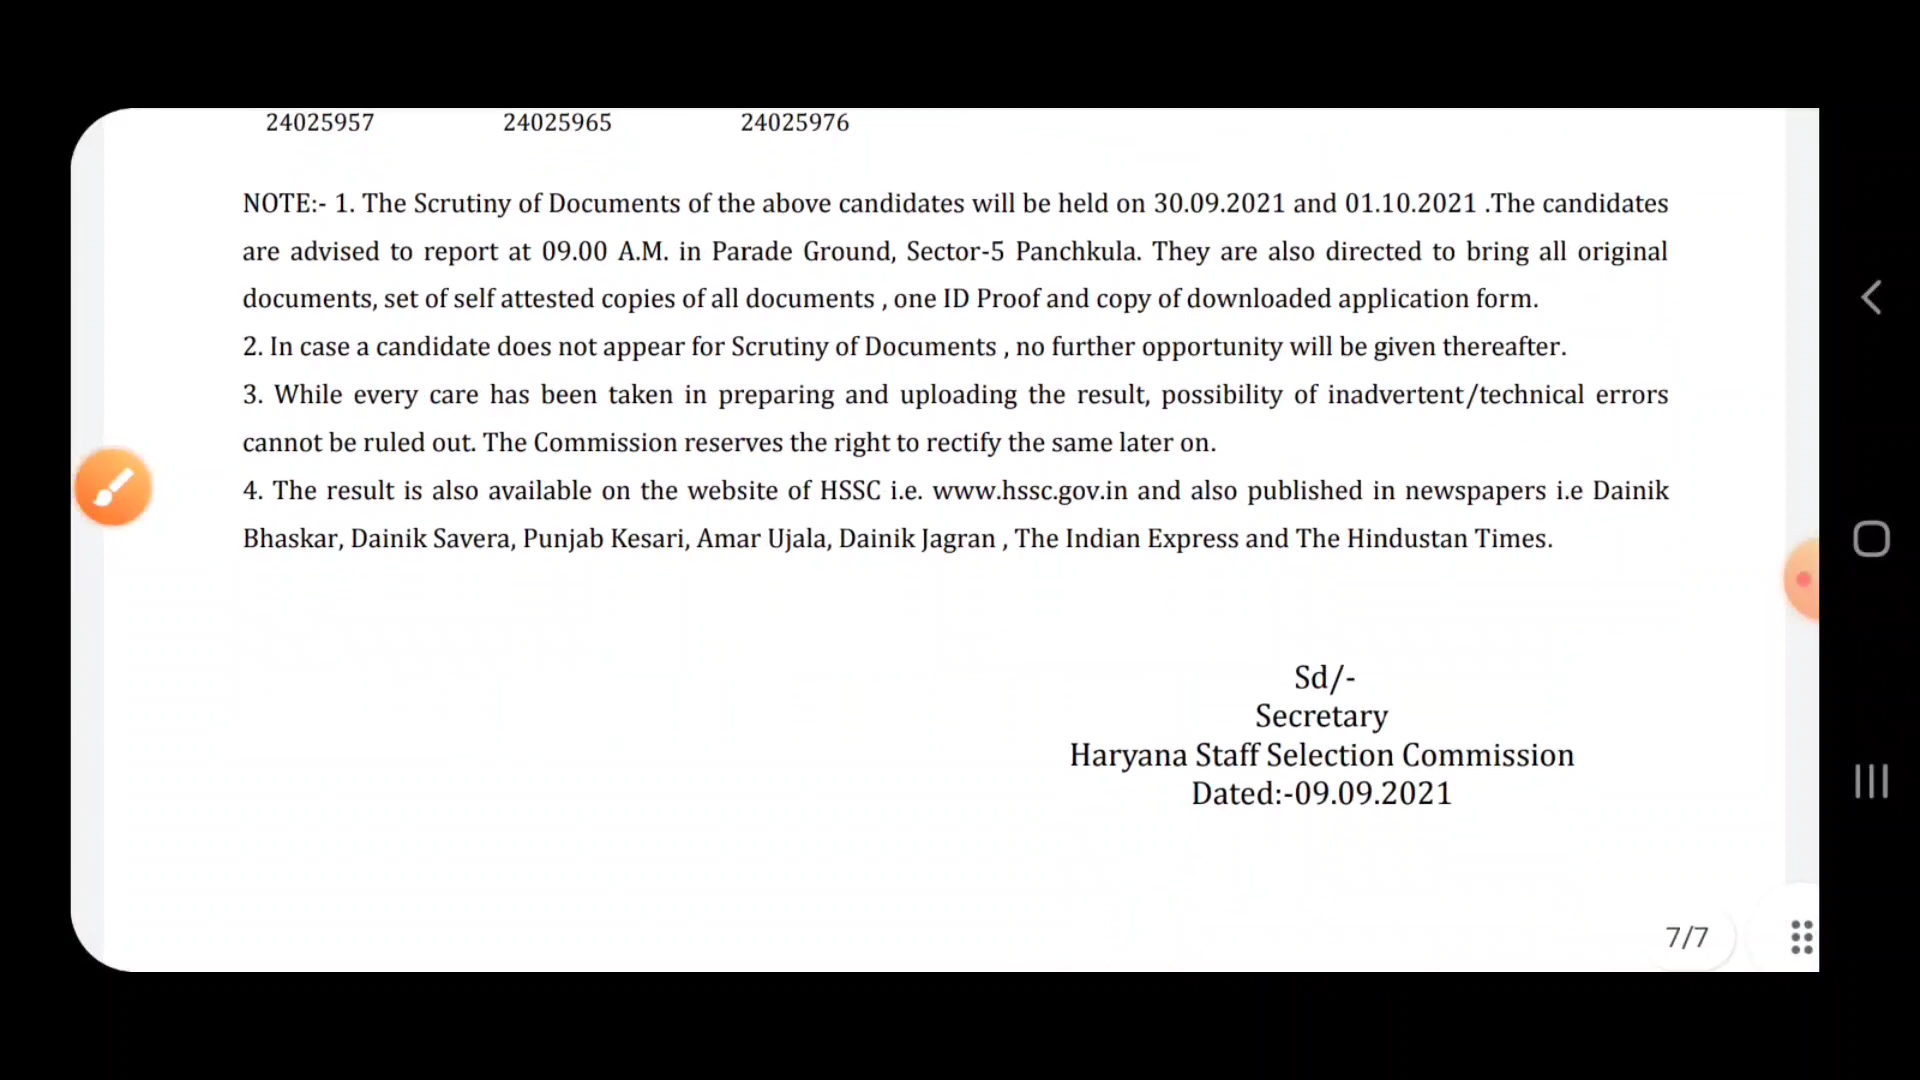 24025957 24025965 24025976
NOTE:- 1. The Scrutiny of Documents of the above candidates will be held on 30.09.2021 and 01.10.2021 .The candidates
are advised to report at 09.00 A.M. in Parade Ground, Sector-5 Panchkula. They are also directed to bring all original
documents, set of self attested copies of all documents , one ID Proof and copy of downloaded application form.
2. In case a candidate does not appear for Scrutiny of Documents , no further opportunity will be given thereafter.
3. While every care has been taken in preparing and uploading the result, possibility of inadvertent/technical errors
cannot be ruled out. The Commission reserves the right to rectify the same later on.
4. The result is also available on the website of HSSC i.e. www.hssc.gov.in and also published in newspapers i.e Dainik
Bhaskar, Dainik Savera, Punjab Kesari, Amar Ujala, Dainik Jagran , The Indian Express and The Hindustan Times.
Sd/-
Secretary
Haryana Staff Selection Commission
Dated:-09.09.2021
7/7